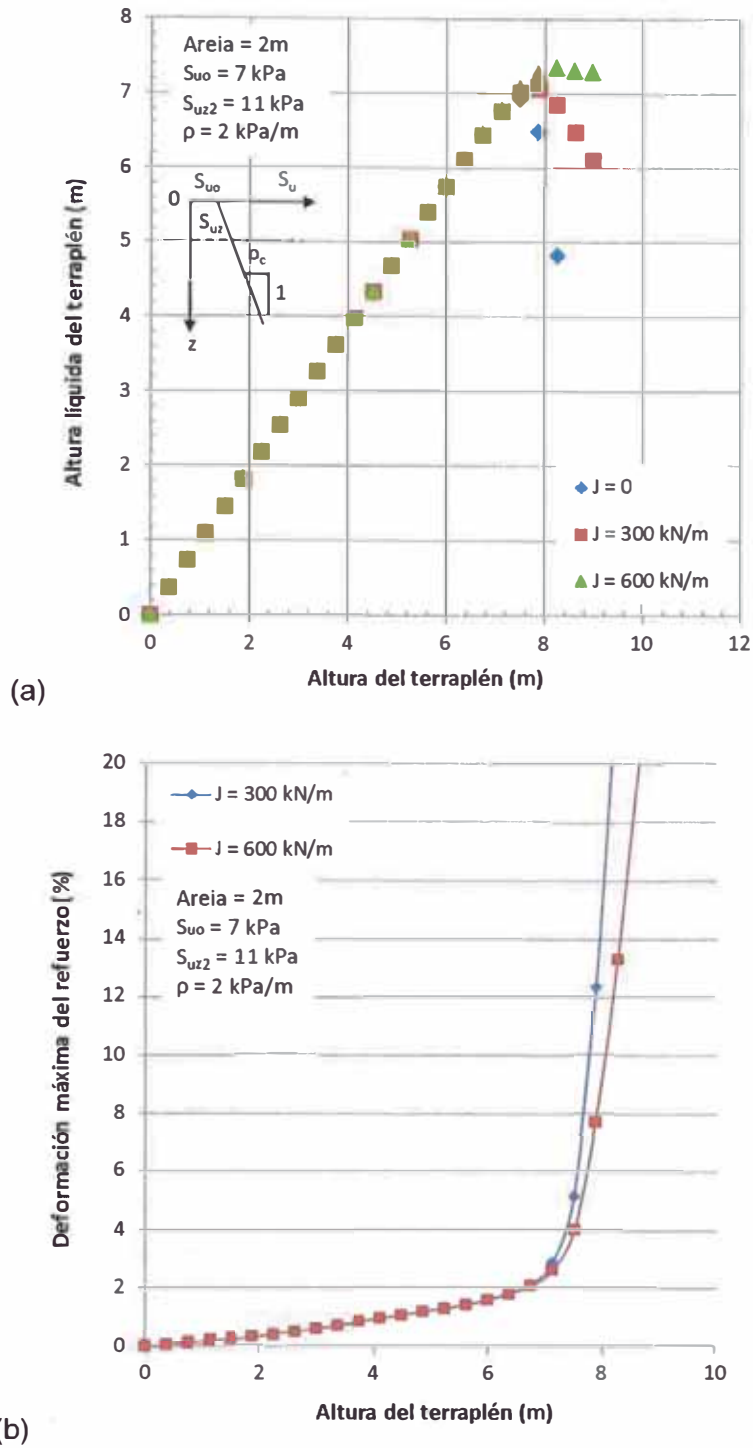 8
7
6
5
4
3
2
1
0
Altura líquida del terraplén (m)
Areia = 2m
Suo = 7 kPa
Suz2 = 11 kPa
ρ = 2 kPa/m
0
Suo
Su
Suz
ρc
1
z
J = 0
J = 300 kN/m
J = 600 kN/m
0 2 4 6 8 10 12
Altura del terraplén (m)
(a)
20
18
16
14
12
10
8
6
4
2
0
Deformación máxima del refuerzo (%)
J = 300 kN/m
J = 600 kN/m
Areia = 2m
Suo = 7 kPa
Suz2 = 11 kPa
ρ = 2 kPa/m
0 2 4 6 8 10
Altura del terraplén (m)
(b)